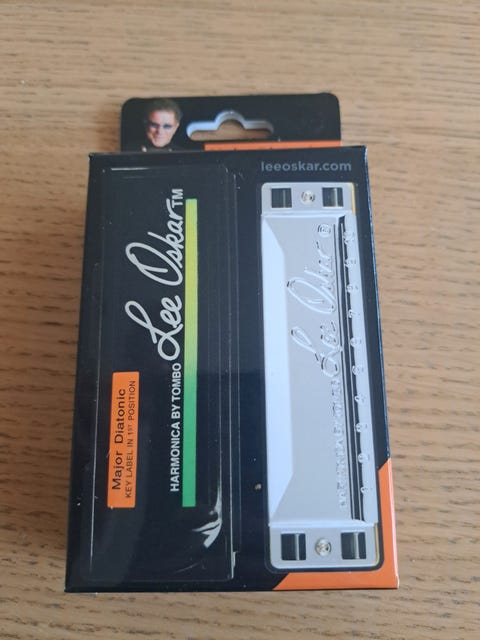 leeoskar.com
Lee Oskar™
HARMONICA BY TOMBO
Major Diatonic
KEY LABEL IN 1ST POSITION
Lee Oskar®